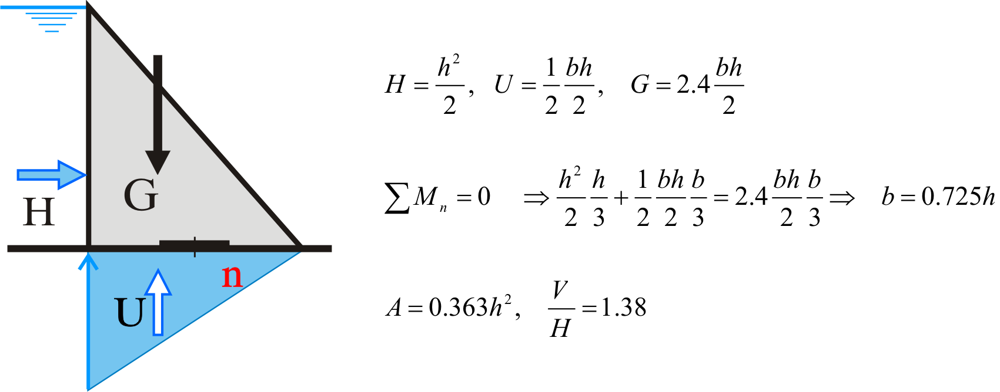 H = h²/2, U = 1/2 bh/2, G = 2.4 bh/2
G
H
∑Mₙ = 0 ⇒ h²/2 h/3 + 1/2 bh/2 b/3 = 2.4 bh/2 b/3 ⇒ b = 0.725h
n
U
A = 0.363h², V/H = 1.38